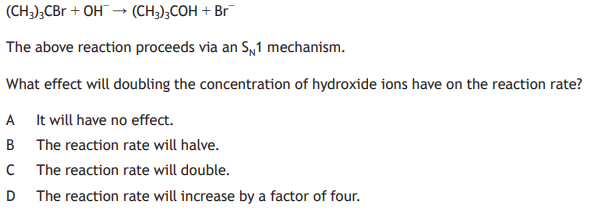 (CH₃)₃CBr + OH⁻ → (CH₃)₃COH + Br⁻
The above reaction proceeds via an Sₙ1 mechanism.
What effect will doubling the concentration of hydroxide ions have on the reaction rate?
A It will have no effect.
B The reaction rate will halve.
C The reaction rate will double.
D The reaction rate will increase by a factor of four.